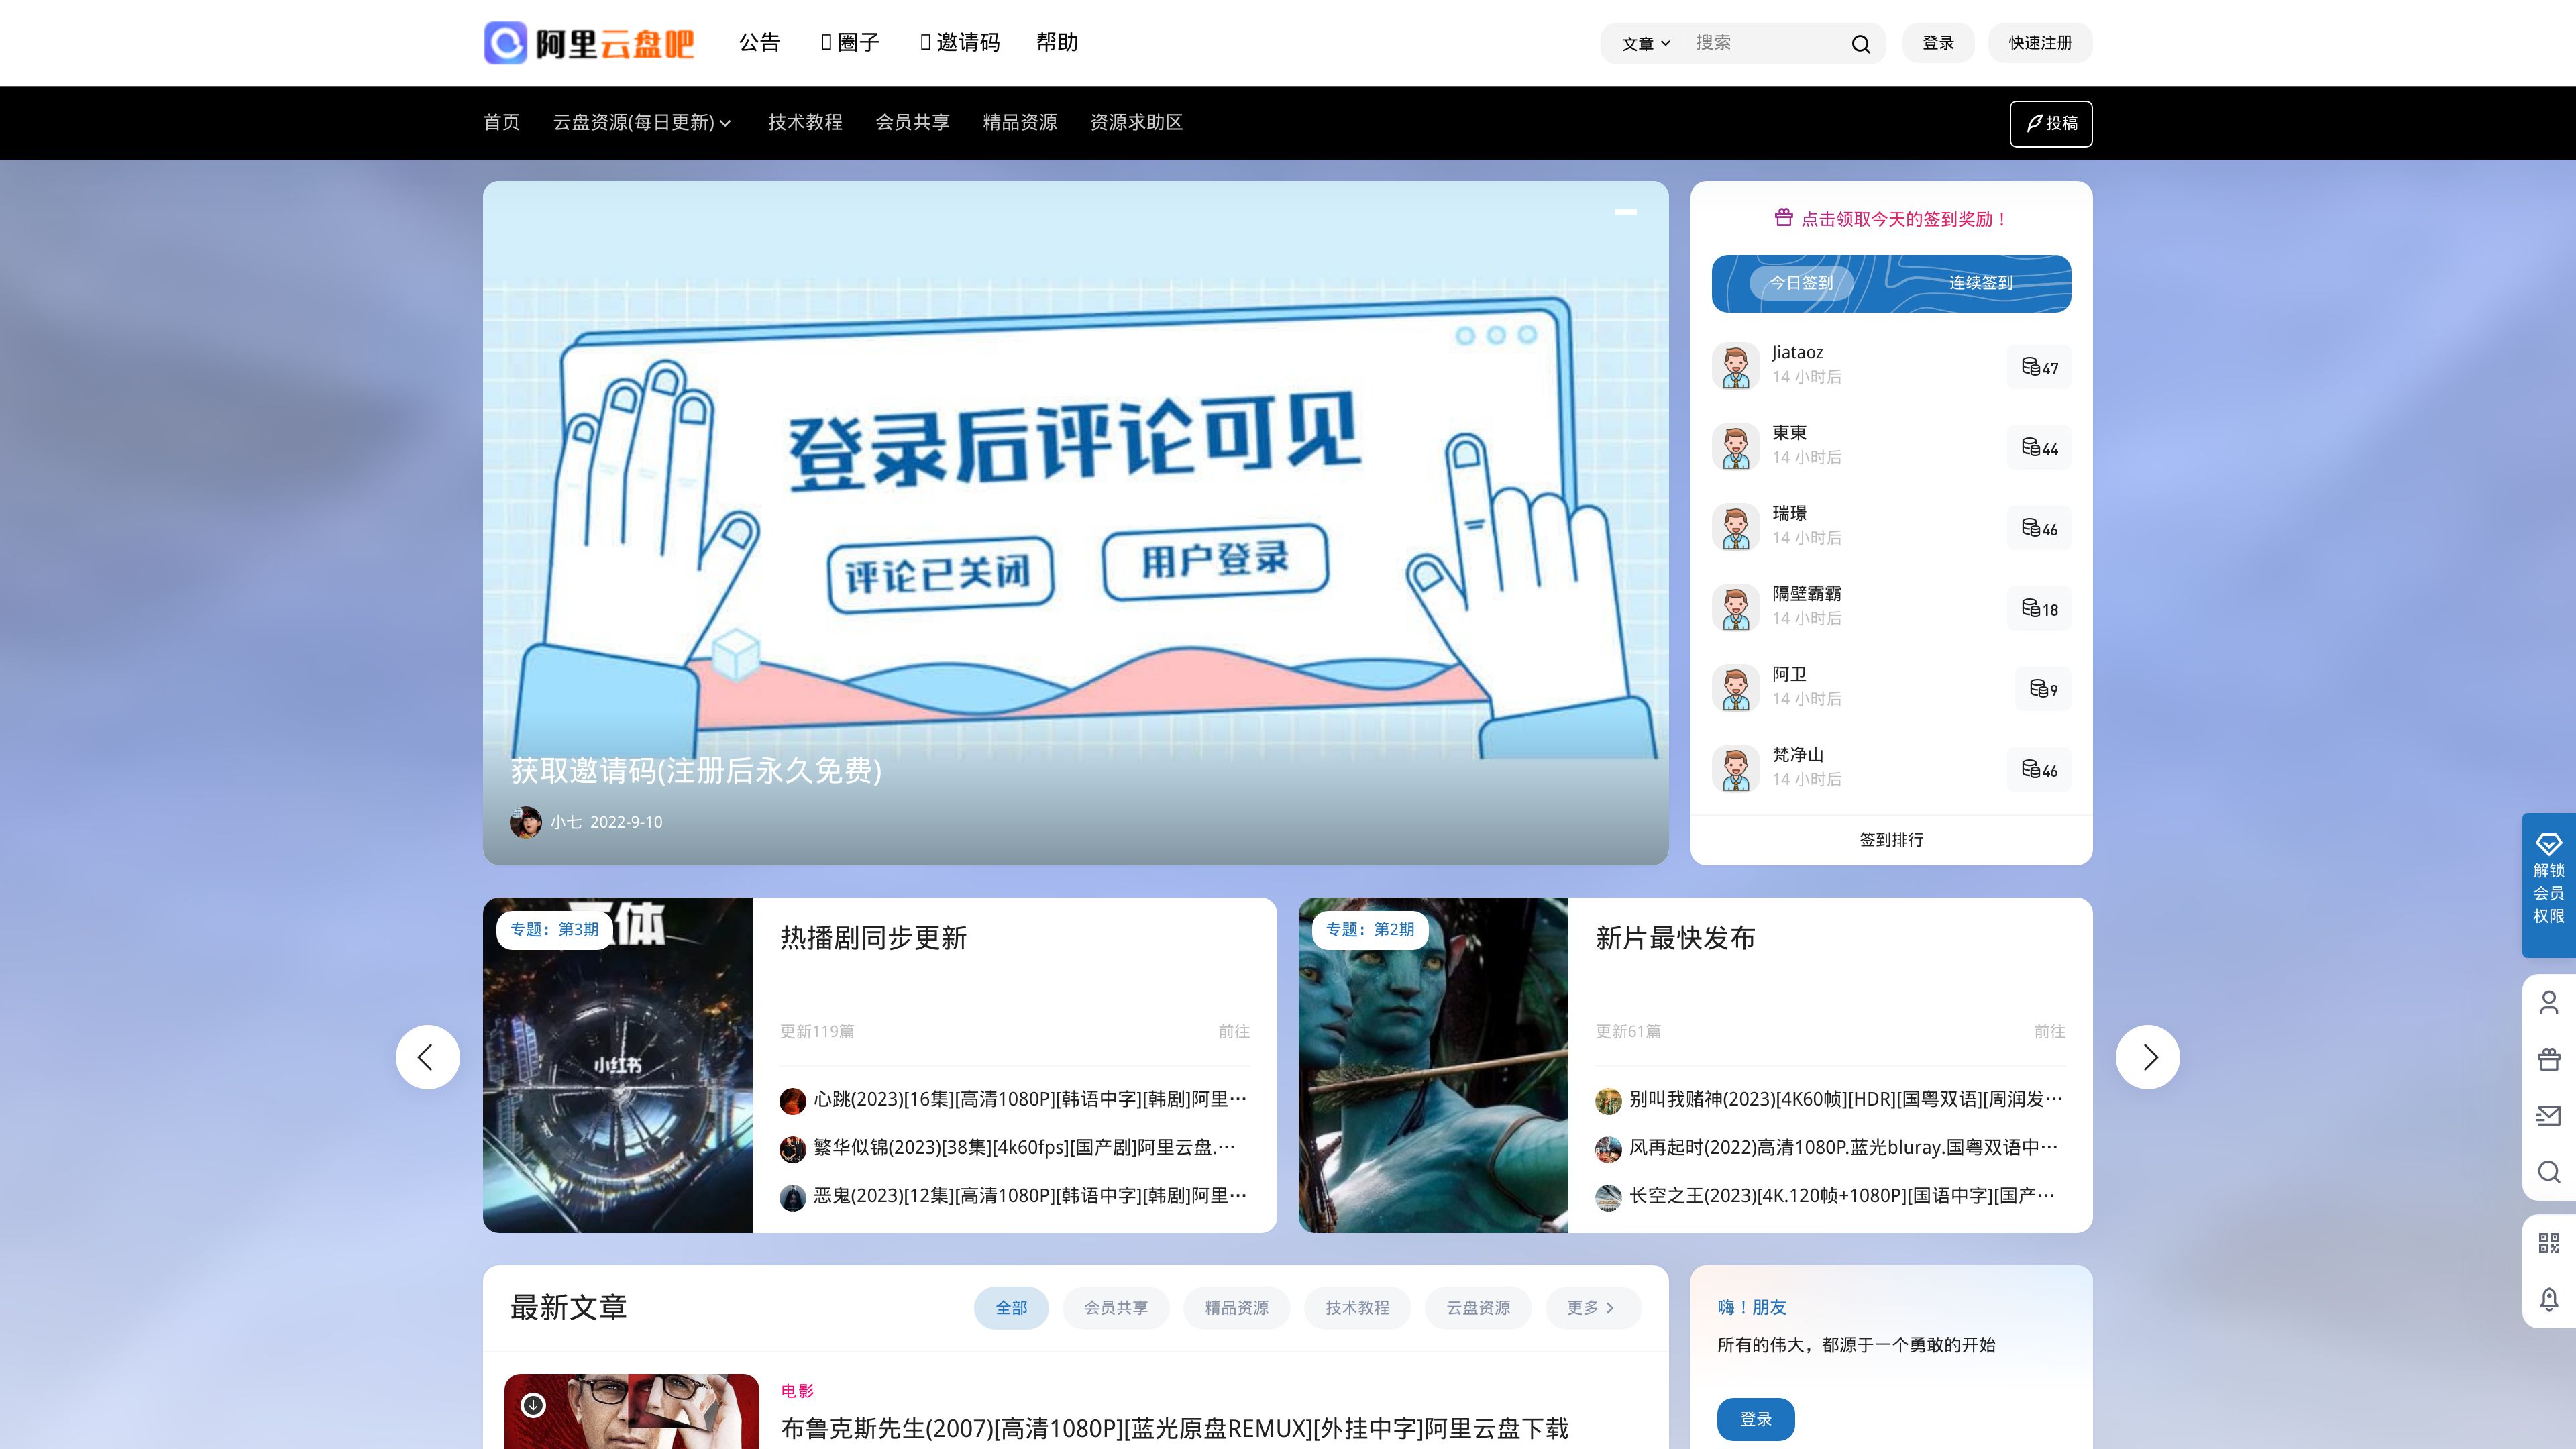 阿里云盘吧
公告
圈子
邀请码
帮助
文章
搜索
登录
快速注册
首页
云盘资源(每日更新)
技术教程
会员共享
精品资源
资源求助区
投稿
登录后评论可见
评论已关闭
用户登录
获取邀请码(注册后永久免费)
小七 2022-9-10
点击领取今天的签到奖励！
今日签到
连续签到
Jiataoz
14 小时后
47
東東
14 小时后
44
瑞璟
14 小时后
46
隔壁霸霸
14 小时后
18
阿卫
14 小时后
9
梵净山
14 小时后
46
签到排行
解锁
会员
权限
专题：第3期
体
小红书
热播剧同步更新
更新119篇
前往
心跳(2023)[16集][高清1080P][韩语中字][韩剧]阿里…
繁华似锦(2023)[38集][4k60fps][国产剧]阿里云盘.…
恶鬼(2023)[12集][高清1080P][韩语中字][韩剧]阿里…
专题：第2期
新片最快发布
更新61篇
前往
别叫我赌神(2023)[4K60帧][HDR][国粤双语][周润发…
风再起时(2022)高清1080P.蓝光bluray.国粤双语中…
长空之王(2023)[4K.120帧+1080P][国语中字][国产…
最新文章
全部
会员共享
精品资源
技术教程
云盘资源
更多
电影
布鲁克斯先生(2007)[高清1080P][蓝光原盘REMUX][外挂中字]阿里云盘下载
嗨！朋友
所有的伟大，都源于一个勇敢的开始
登录